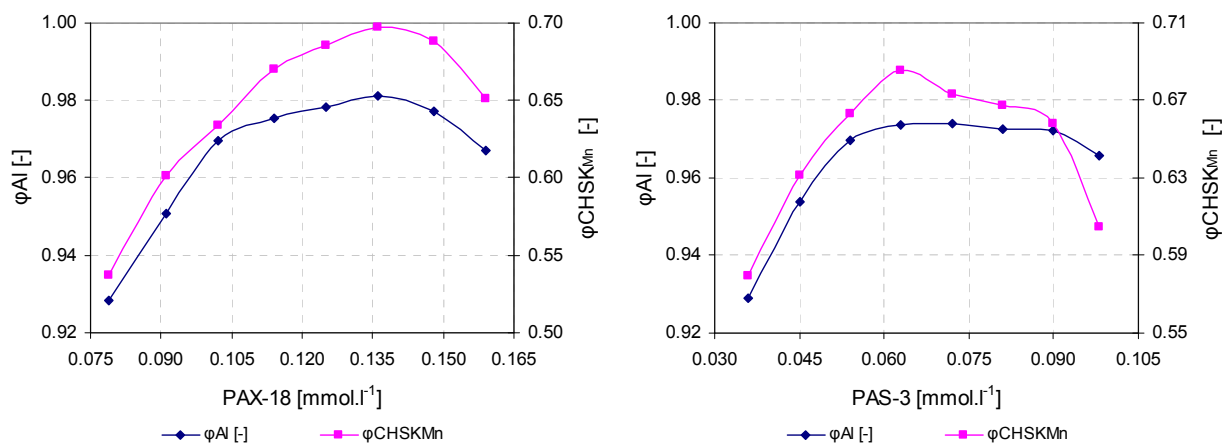 1.00 0.70 1.00 0.71
0.98 0.65 0.98 0.67
0.96 0.60 0.96 0.63
0.94 0.55 0.94 0.59
0.92 0.50 0.92 0.55
φAl [-]
φCHSKMn [-]
φAl [-]
φCHSKMn [-]
0.075 0.090 0.105 0.120 0.135 0.150 0.165 0.030 0.045 0.060 0.075 0.090 0.105
PAX-18 [mmol.l⁻¹] PAS-3 [mmol.l⁻¹]
φAl [-] φCHSKMn φAl [-] φCHSKMn